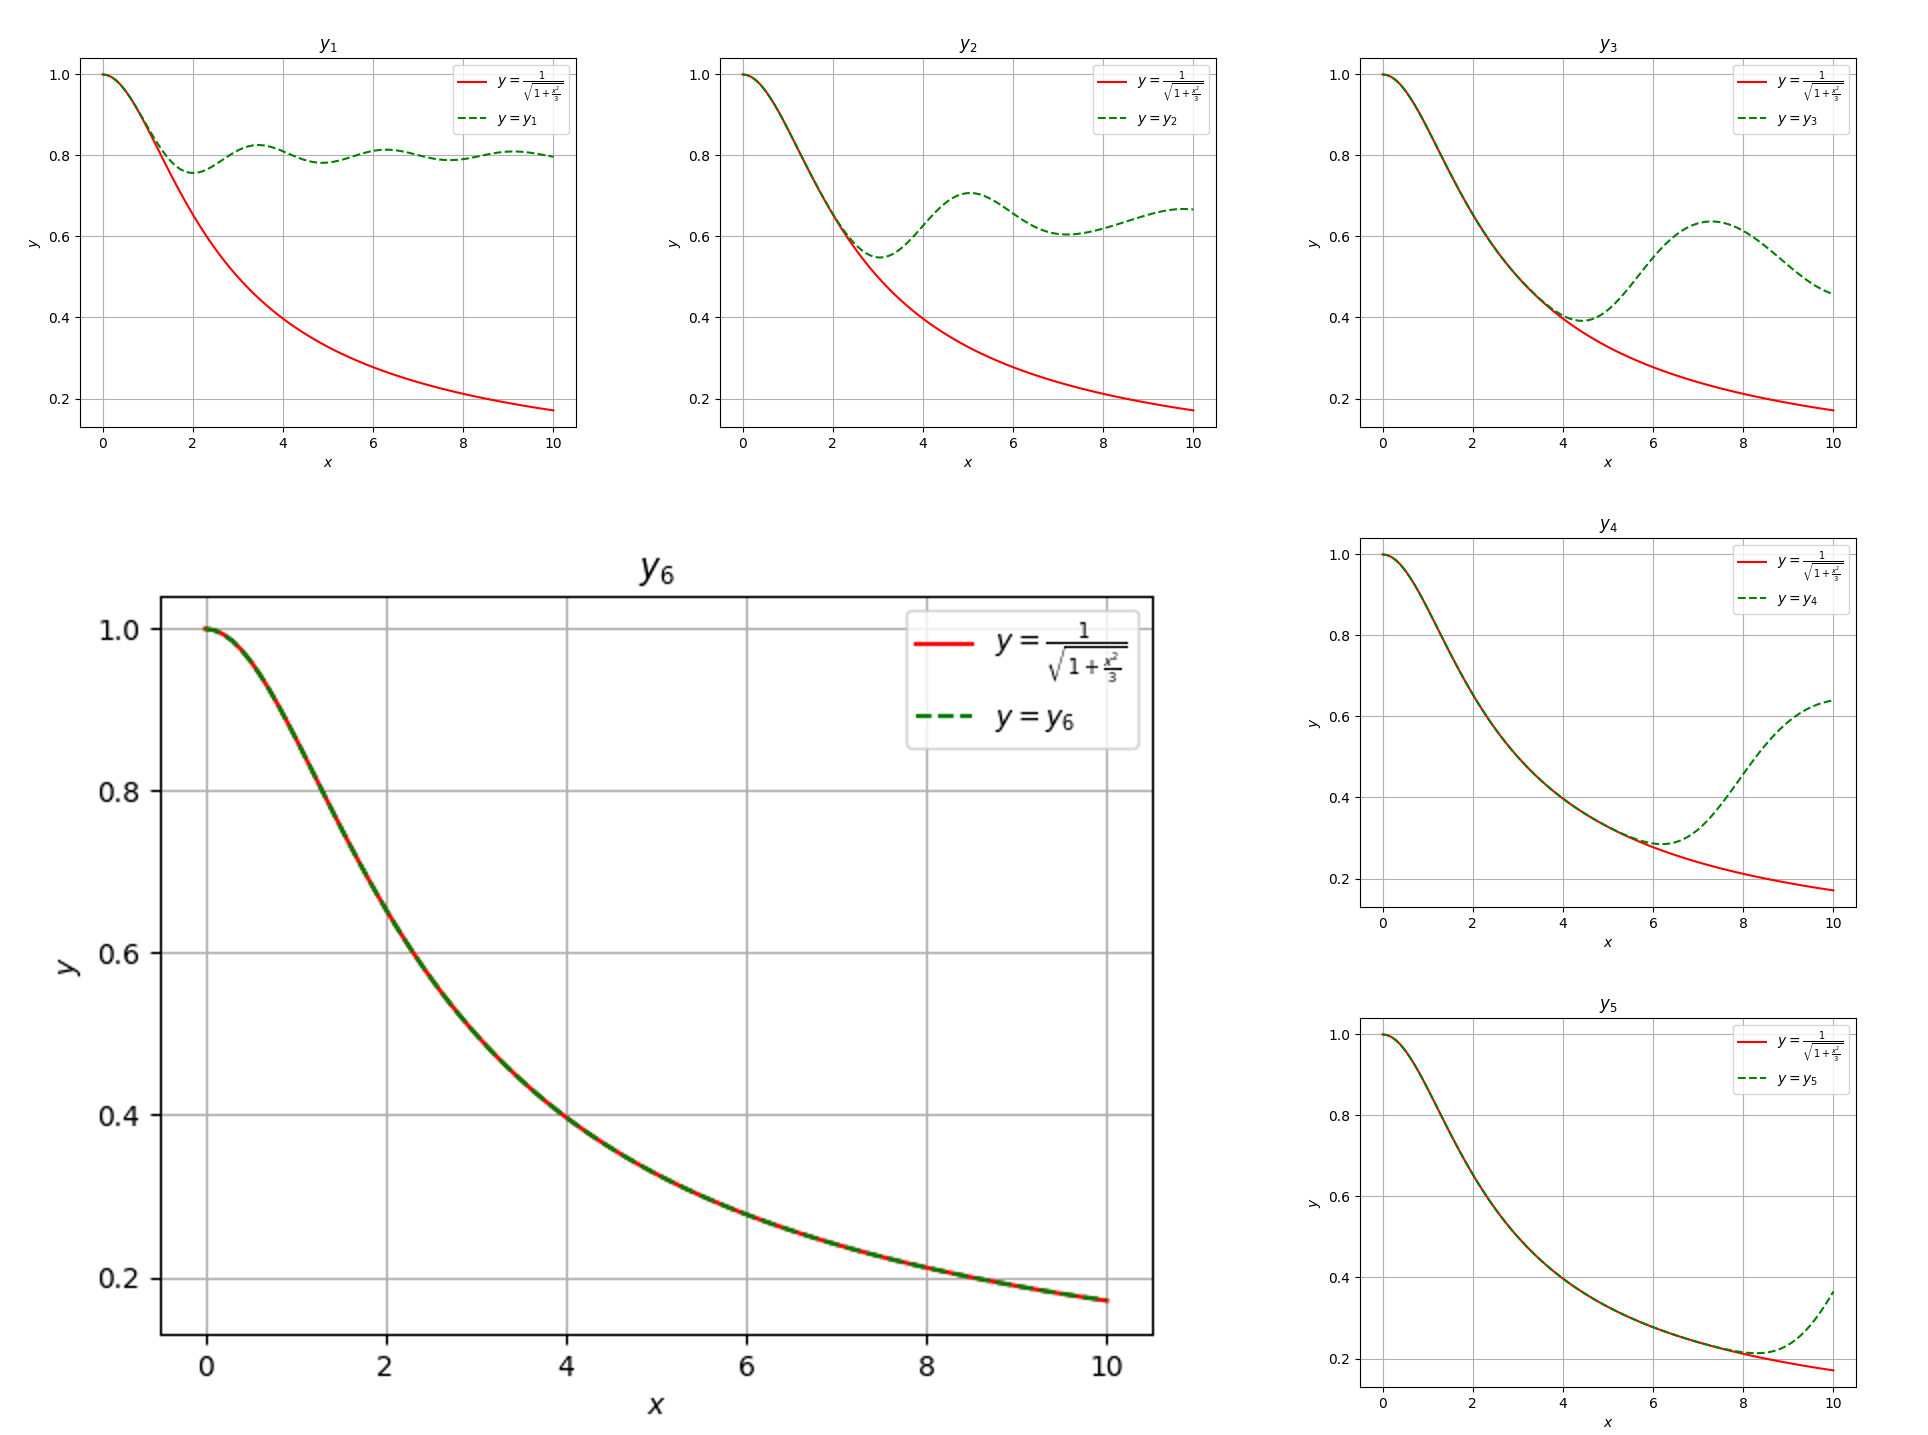 y₁
y = 1/√(1 + x²/3)
y = y₁
1.0
0.8
0.6
0.4
0.2
y
0 2 4 6 8 10
x
y₂
y = 1/√(1 + x²/3)
y = y₂
1.0
0.8
0.6
0.4
0.2
y
0 2 4 6 8 10
x
y₃
y = 1/√(1 + x²/3)
y = y₃
1.0
0.8
0.6
0.4
0.2
y
0 2 4 6 8 10
x
y₆
y = 1/√(1 + x²/3)
y = y₆
1.0
0.8
0.6
0.4
0.2
y
0 2 4 6 8 10
x
y₄
y = 1/√(1 + x²/3)
y = y₄
1.0
0.8
0.6
0.4
0.2
y
0 2 4 6 8 10
x
y₅
y = 1/√(1 + x²/3)
y = y₅
1.0
0.8
0.6
0.4
0.2
y
0 2 4 6 8 10
x